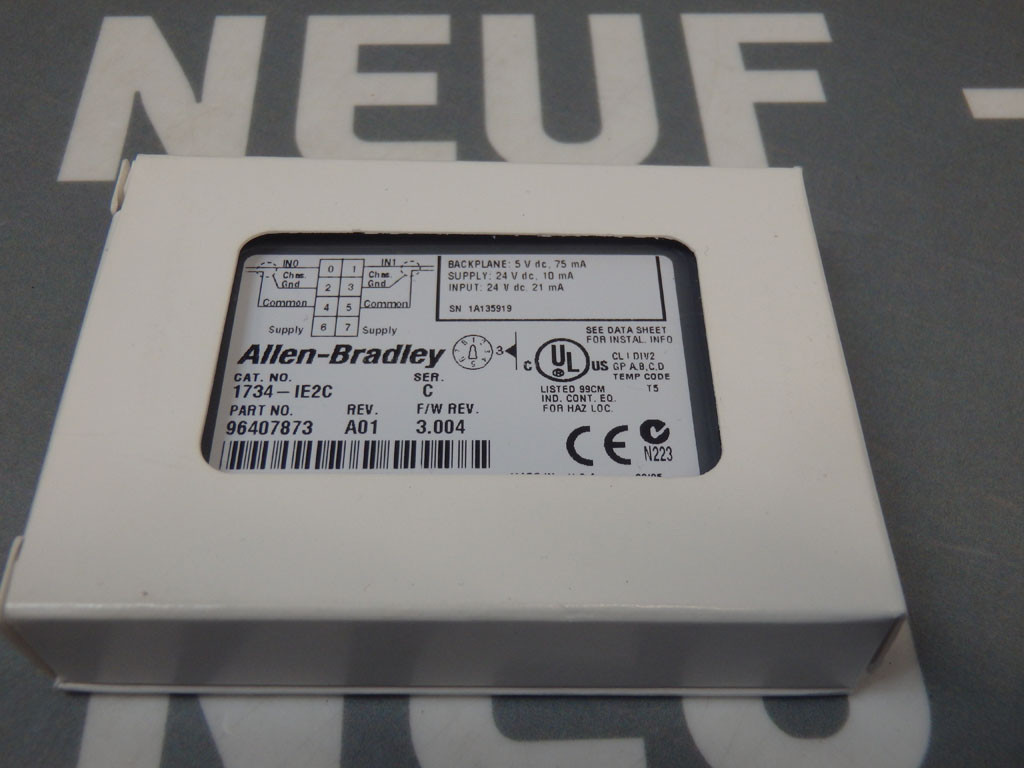 NEUF -
IN0 0 1 IN1
Chas. Gnd 2 3 Chas. Gnd
Common 4 5 Common
Supply 6 7 Supply
BACKPLANE: 5 V dc, 75 mA
SUPPLY: 24 V dc, 10 mA
INPUT: 24 V dc. 21 mA
SN 1A135919
Allen-Bradley
3
CAT. NO. SER.
1734-IE2C C
PART NO. REV. F/W REV.
96407873 A01 3.004
SEE DATA SHEET
FOR INSTAL. INFO
C UL US
CL I DIV2
GP A,B,C,D
TEMP CODE
T5
LISTED 99CM
IND. CONT. EQ.
FOR HAZ LOC.
CE
N223